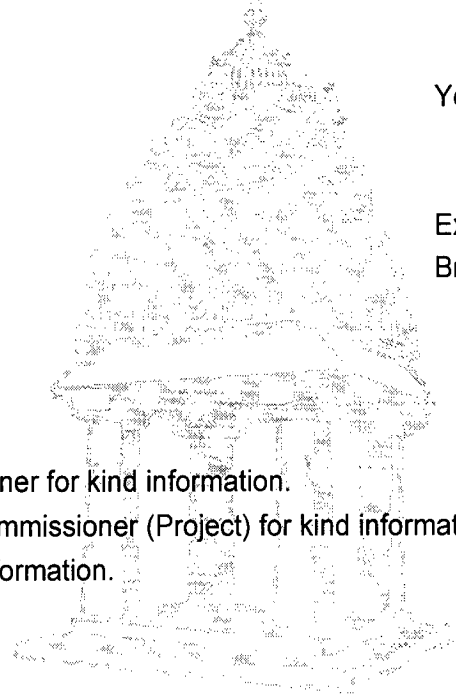 Yo
Ex
Br
ner for kind information.
mmissioner (Project) for kind informat
ormation.